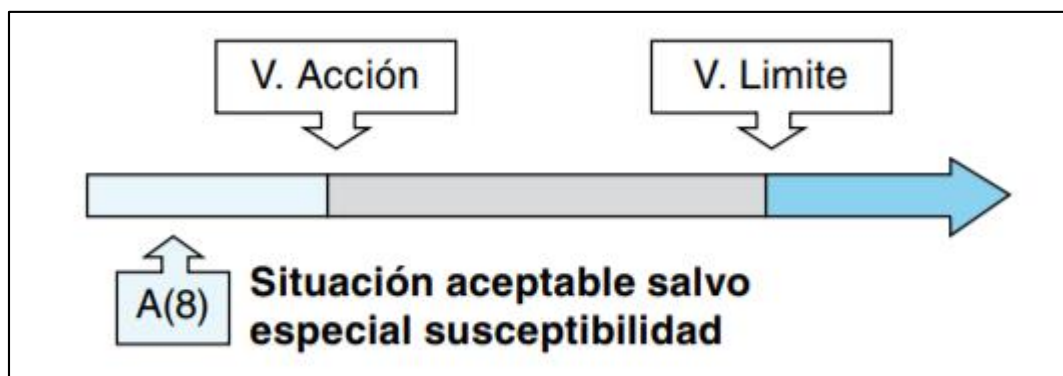 V. Acción
V. Limite
A(8)
Situación aceptable salvo
especial susceptibilidad